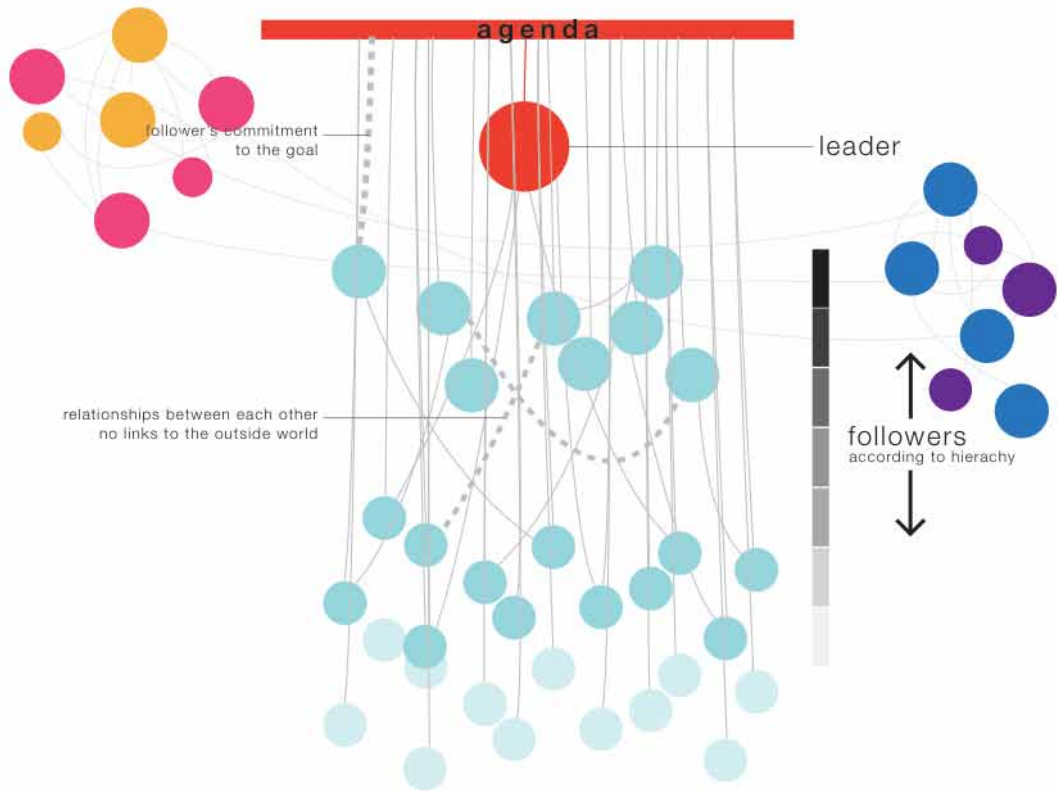 agenda
follower's commitment
to the goal
leader
relationships between each other
no links to the outside world
followers
according to hierachy